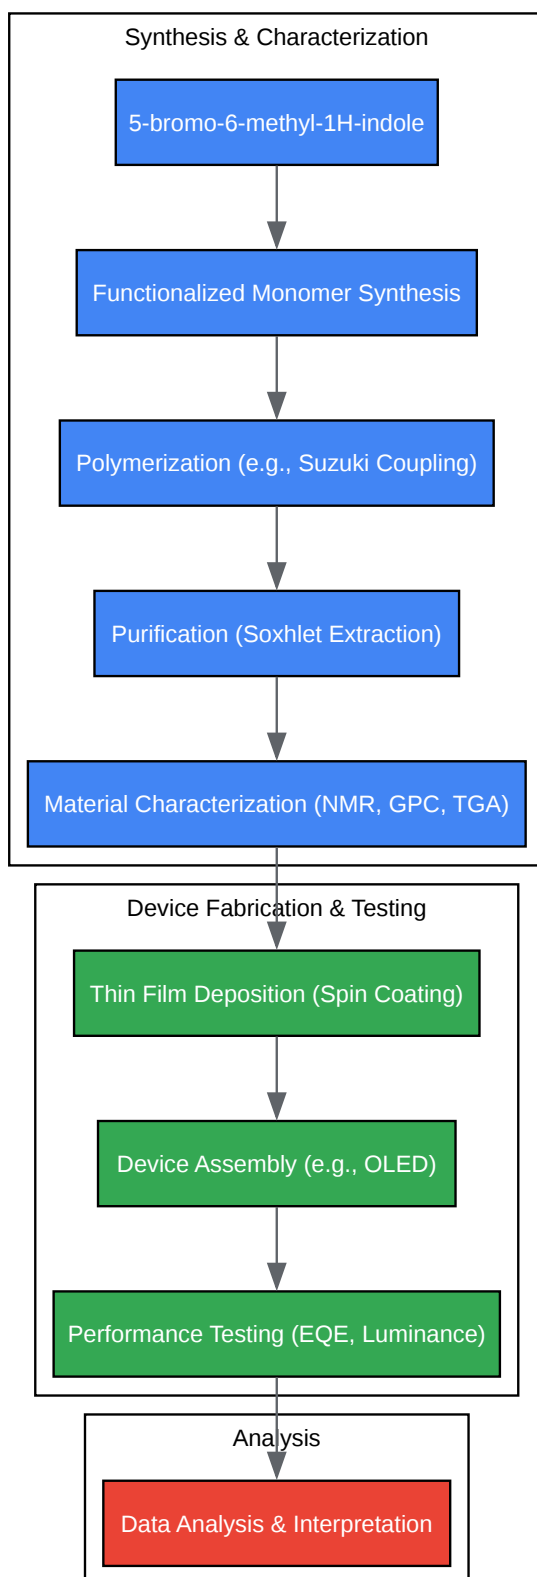 Synthesis & Characterization
5-bromo-6-methyl-1H-indole
Functionalized Monomer Synthesis
Polymerization (e.g., Suzuki Coupling)
Purification (Soxhlet Extraction)
Material Characterization (NMR, GPC, TGA)
Device Fabrication & Testing
Thin Film Deposition (Spin Coating)
Device Assembly (e.g., OLED)
Performance Testing (EQE, Luminance)
Analysis
Data Analysis & Interpretation